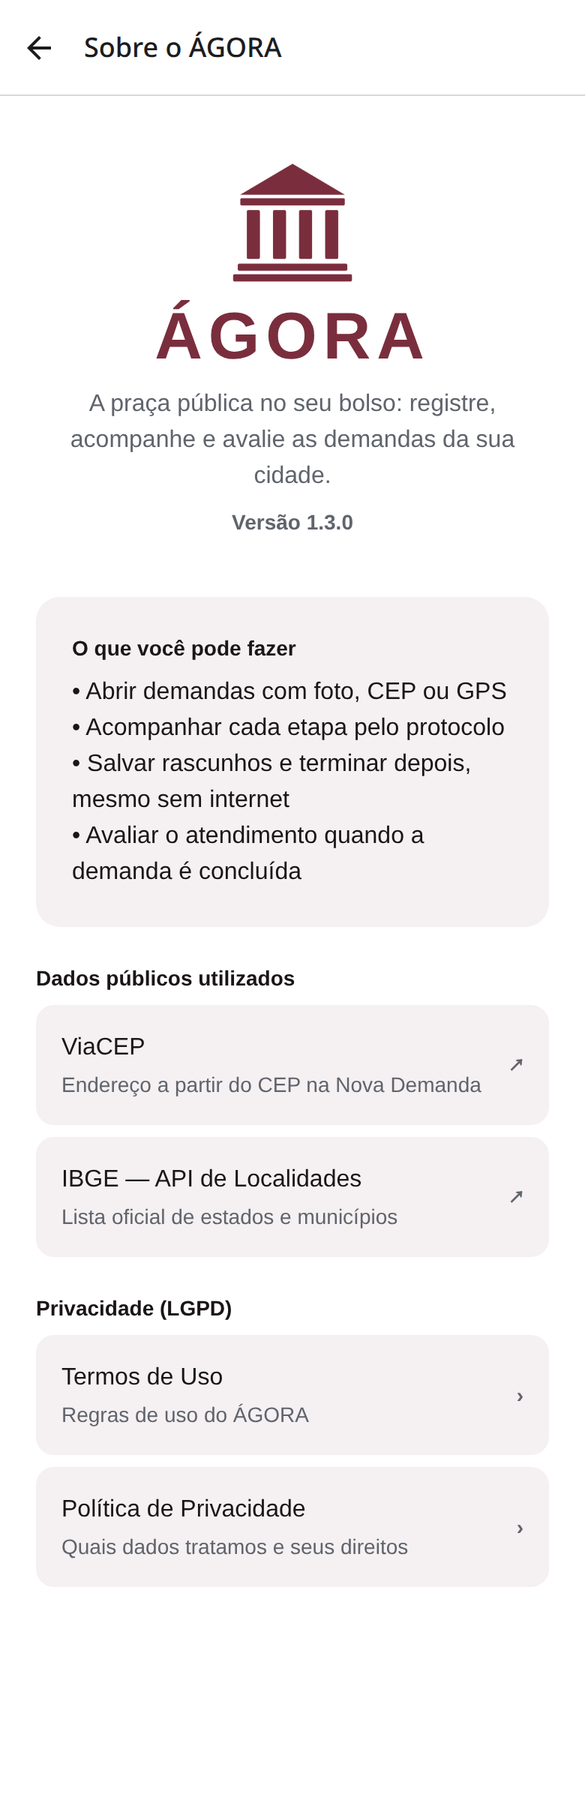 Sobre o ÁGORA
ÁGORA
A praça pública no seu bolso: registre,
acompanhe e avalie as demandas da sua
cidade.
Versão 1.3.0
O que você pode fazer
• Abrir demandas com foto, CEP ou GPS
• Acompanhar cada etapa pelo protocolo
• Salvar rascunhos e terminar depois,
mesmo sem internet
• Avaliar o atendimento quando a
demanda é concluída
Dados públicos utilizados
ViaCEP
Endereço a partir do CEP na Nova Demanda
IBGE — API de Localidades
Lista oficial de estados e municípios
Privacidade (LGPD)
Termos de Uso
Regras de uso do ÁGORA
Política de Privacidade
Quais dados tratamos e seus direitos